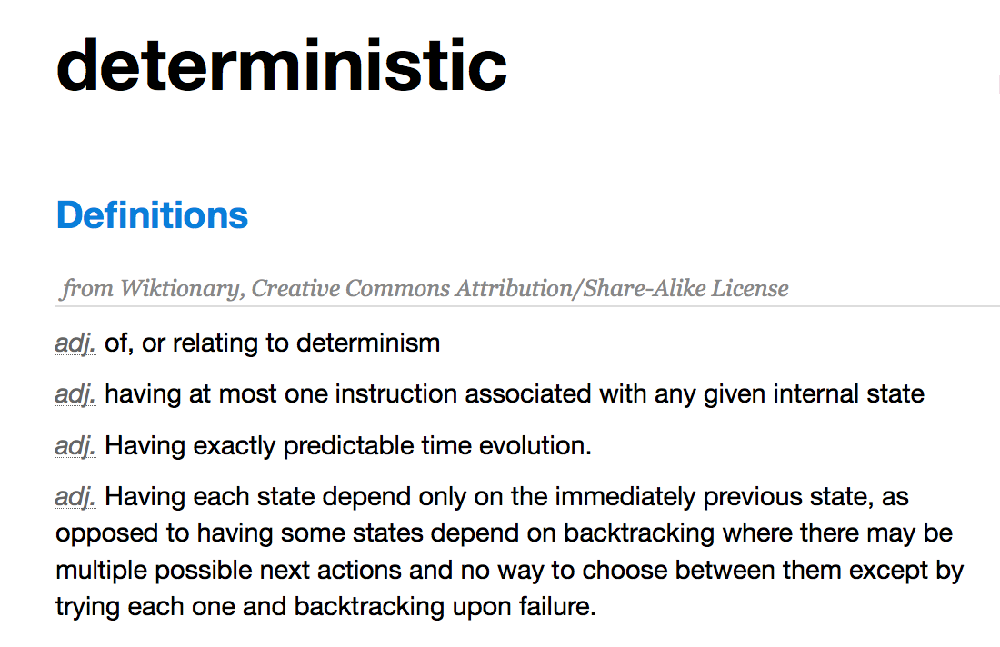 deterministic
Definitions
from Wiktionary, Creative Commons Attribution/Share-Alike License
adj. of, or relating to determinism
adj. having at most one instruction associated with any given internal state
adj. Having exactly predictable time evolution.
adj. Having each state depend only on the immediately previous state, as
opposed to having some states depend on backtracking where there may be
multiple possible next actions and no way to choose between them except by
trying each one and backtracking upon failure.